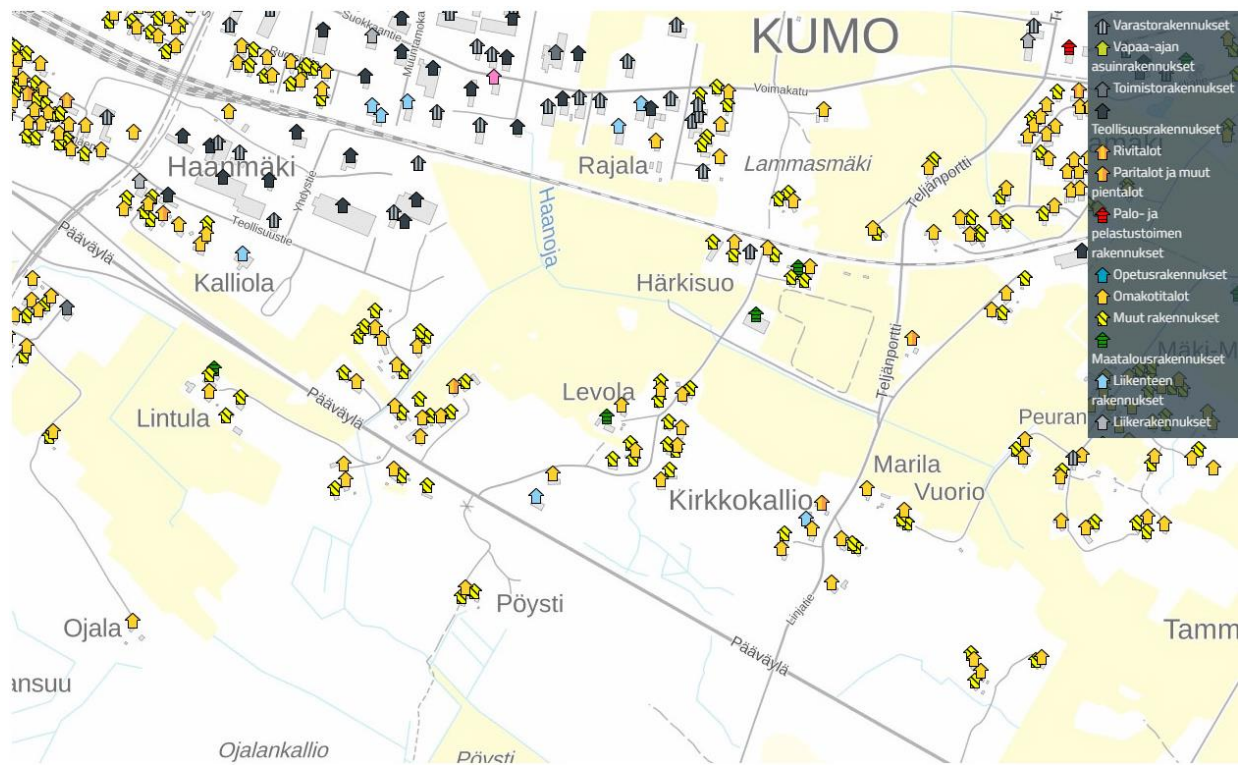 KUMO
Suokkaantie
Muuntamoka
Voimakatu
Haanmäki
Rajala
Lammasmäki
Teljänportti
Yhdystie
Haanoja
Teollisuustie
Pääväylä
Kalliola
Härkisuo
Teljänportti
Lintula
Pääväylä
Levola
Peuran
Mäki-M
Marila
Vuorio
Kirkkokallio
Pöysti
Linjatie
Ojala
Tamm
Pääväylä
ansuu
Ojalankallio
Pöysti
Varastorakennukset
Vapaa-ajan
asuinrakennukset
Toimistorakennukset
Teollisuusrakennukset
Rivitalot
Paritalot ja muut
pientalot
Palo- ja
pelastustoimen
rakennukset
Opetusrakennukset
Omakotitalot
Muut rakennukset
Maatalousrakennukset
Liikenteen
rakennukset
Liikerakennukset